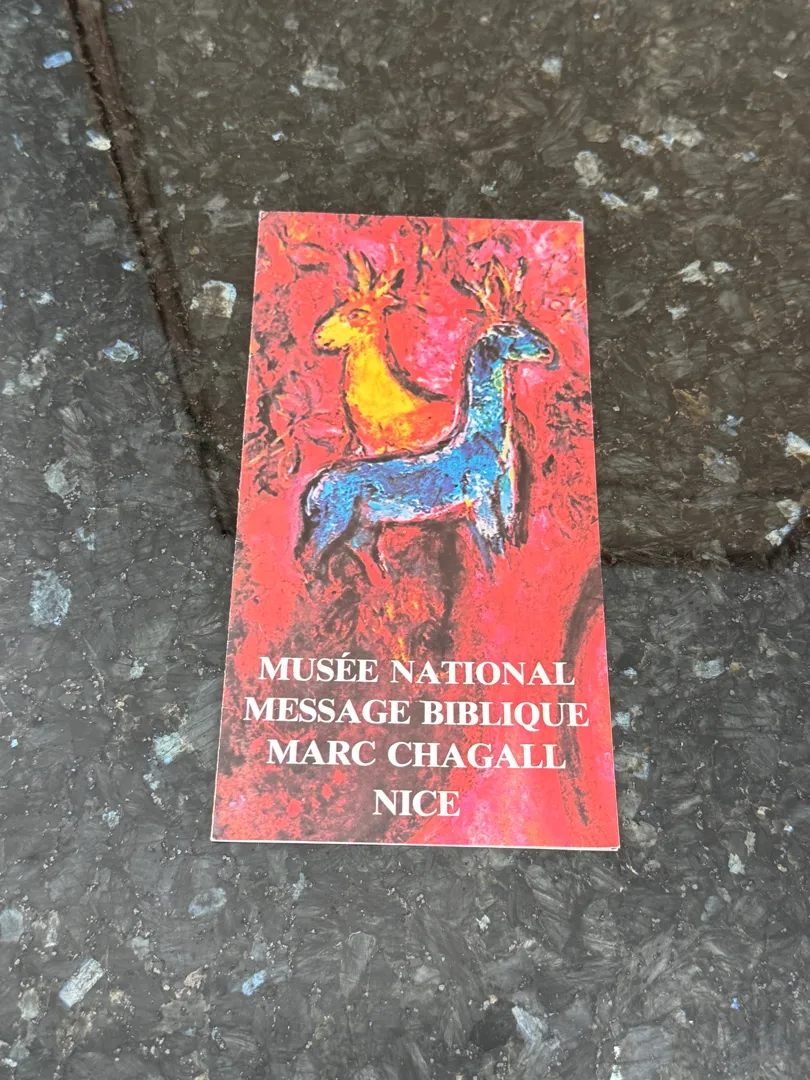 MUSÉE NATIONAL
MESSAGE BIBLIQUE
MARC CHAGALL
NICE